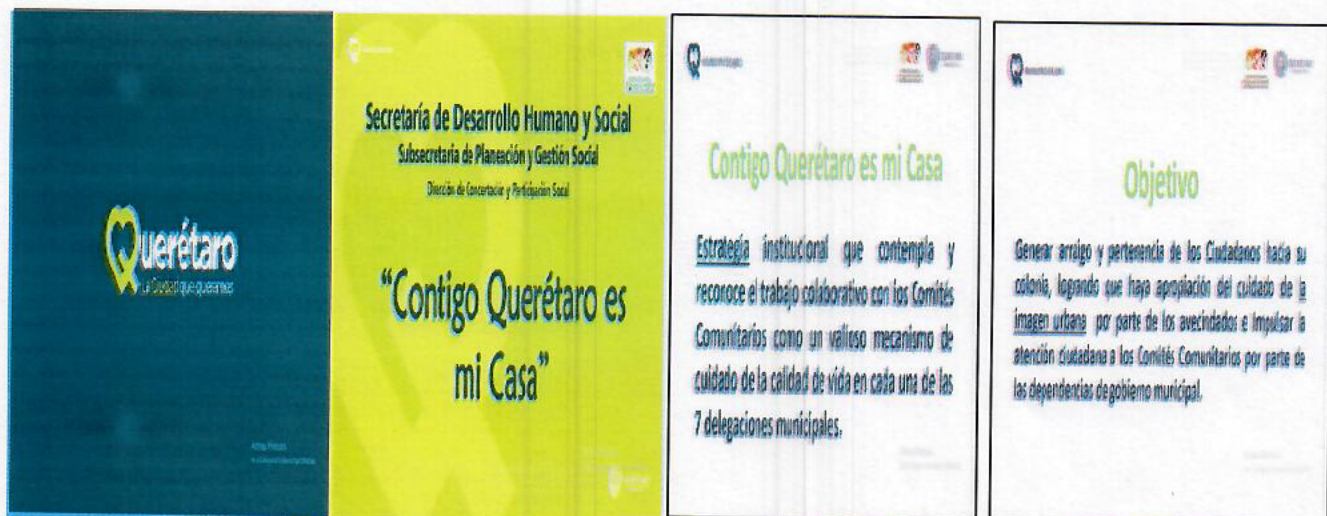 Querétaro
La Ciudad que queremos
Secretaría de Desarrollo Humano y Social
Subsecretaría de Planeación y Gestión Social
Dirección de Concertación y Participación Social
“Contigo Querétaro es
mi Casa”
Contigo Querétaro es mi Casa
Estrategia institucional que contempla y
reconoce el trabajo colaborativo con los Comités
Comunitarios como un valioso mecanismo de
cuidado de la calidad de vida en cada una de las
7 delegaciones municipales.
Objetivo
Generar arraigo y pertenencia de los Ciudadanos hacia su
colonia, logrando que haya apropiación del cuidado de la
imagen urbana por parte de los avecindados e impulsar la
atención ciudadana a los Comités Comunitarios por parte de
las dependencias de gobierno municipal.